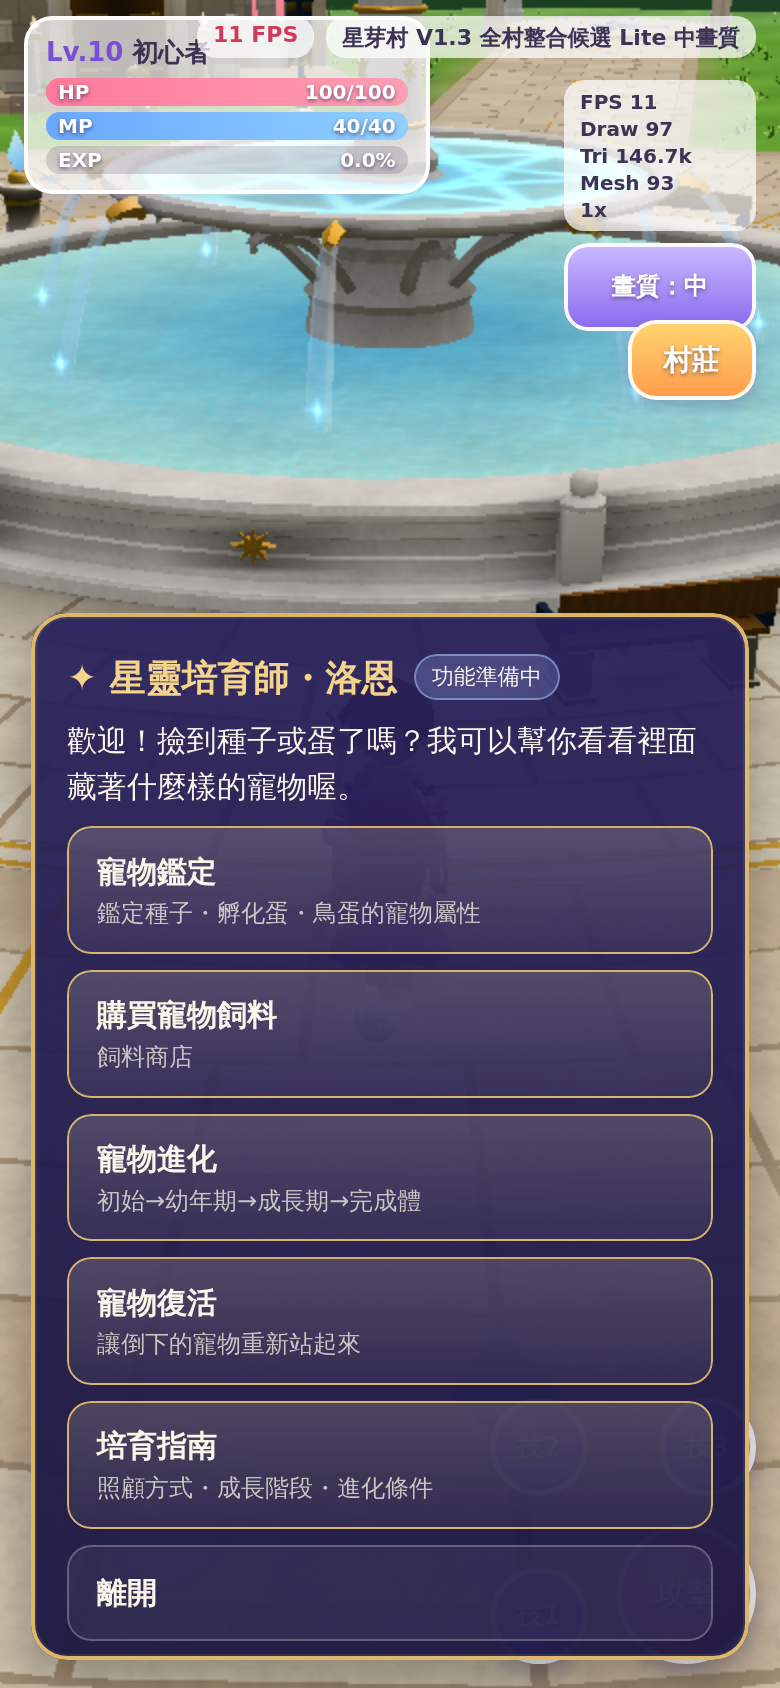 Lv.10 初心者
11 FPS
星芽村 V1.3 全村整合候選 Lite 中畫質
HP 100/100
MP 40/40
EXP 0.0%
FPS 11
Draw 97
Tri 146.7k
Mesh 93
1x
畫質：中
村莊
✦ 星靈培育師・洛恩 功能準備中
歡迎！撿到種子或蛋了嗎？我可以幫你看看裡面
藏著什麼樣的寵物喔。
寵物鑑定
鑑定種子・孵化蛋・鳥蛋的寵物屬性
購買寵物飼料
飼料商店
寵物進化
初始→幼年期→成長期→完成體
寵物復活
讓倒下的寵物重新站起來
培育指南
照顧方式・成長階段・進化條件
技2
技3
離開
技1
攻擊